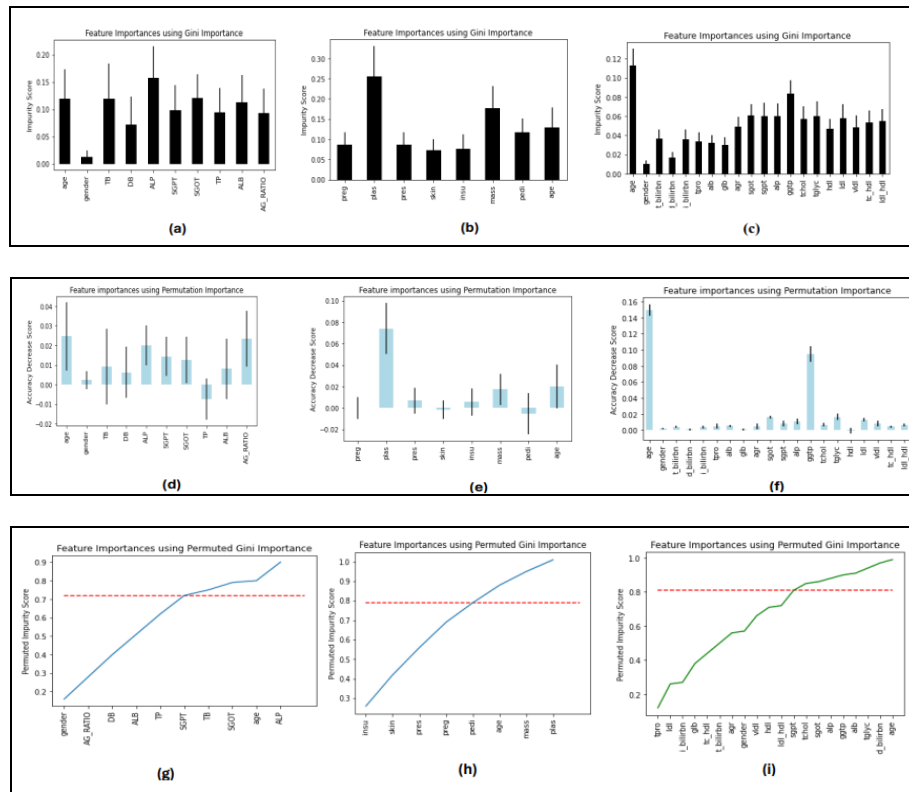 Feature Importances using Gini Importance
Impurity Score
0.20
0.15
0.10
0.05
0.00
age
gender
TB
DB
ALP
SGPT
SGOT
TP
ALB
AG_RATIO
(a)
Feature Importances using Gini Importance
Impurity Score
0.30
0.25
0.20
0.15
0.10
0.05
0.00
preg
plas
pres
skin
insu
mass
pedi
age
(b)
Feature Importances using Gini Importance
Impurity Score
0.12
0.10
0.08
0.06
0.04
0.02
0.00
age
gender
t_bilirbn
d_bilirbn
i_bilirbn
tpro
alb
glb
agr
sgot
sgpt
alp
ggtp
tchol
tglyc
hdl
ldl
vldl
tc_hdl
ldl_hdl
(c)
Feature importances using Permutation Importance
Accuracy Decrease Score
0.04
0.03
0.02
0.01
0.00
−0.01
−0.02
age
gender
TB
DB
ALP
SGPT
SGOT
TP
ALB
AG_RATIO
(d)
Feature importances using Permutation Importance
Accuracy Decrease Score
0.10
0.08
0.06
0.04
0.02
0.00
−0.02
preg
plas
pres
skin
insu
mass
pedi
age
(e)
Feature importances using Permutation Importance
Accuracy Decrease Score
0.16
0.14
0.12
0.10
0.08
0.06
0.04
0.02
0.00
age
gender
t_bilirbn
d_bilirbn
i_bilirbn
tpro
alb
glb
agr
sgot
sgpt
alp
ggtp
tchol
tglyc
hdl
ldl
vldl
tc_hdl
ldl_hdl
(f)
Feature Importances using Permuted Gini Importance
Permuted Impurity Score
0.9
0.8
0.7
0.6
0.5
0.4
0.3
0.2
gender
AG_RATIO
DB
ALB
TP
SGPT
TB
SGOT
age
ALP
(g)
Feature Importances using Permuted Gini Importance
Permuted Impurity Score
1.0
0.9
0.8
0.7
0.6
0.5
0.4
0.3
insu
skin
pres
preg
pedi
age
mass
plas
(h)
Feature Importances using Permuted Gini Importance
Permuted Impurity Score
1.0
0.8
0.6
0.4
0.2
tpro
ldl
i_bilirbn
glb
tc_hdl
t_bilirbn
agr
gender
vldl
hdl
ldl_hdl
sgpt
tchol
sgot
alp
ggtp
alb
tglyc
d_bilirbn
age
(i)